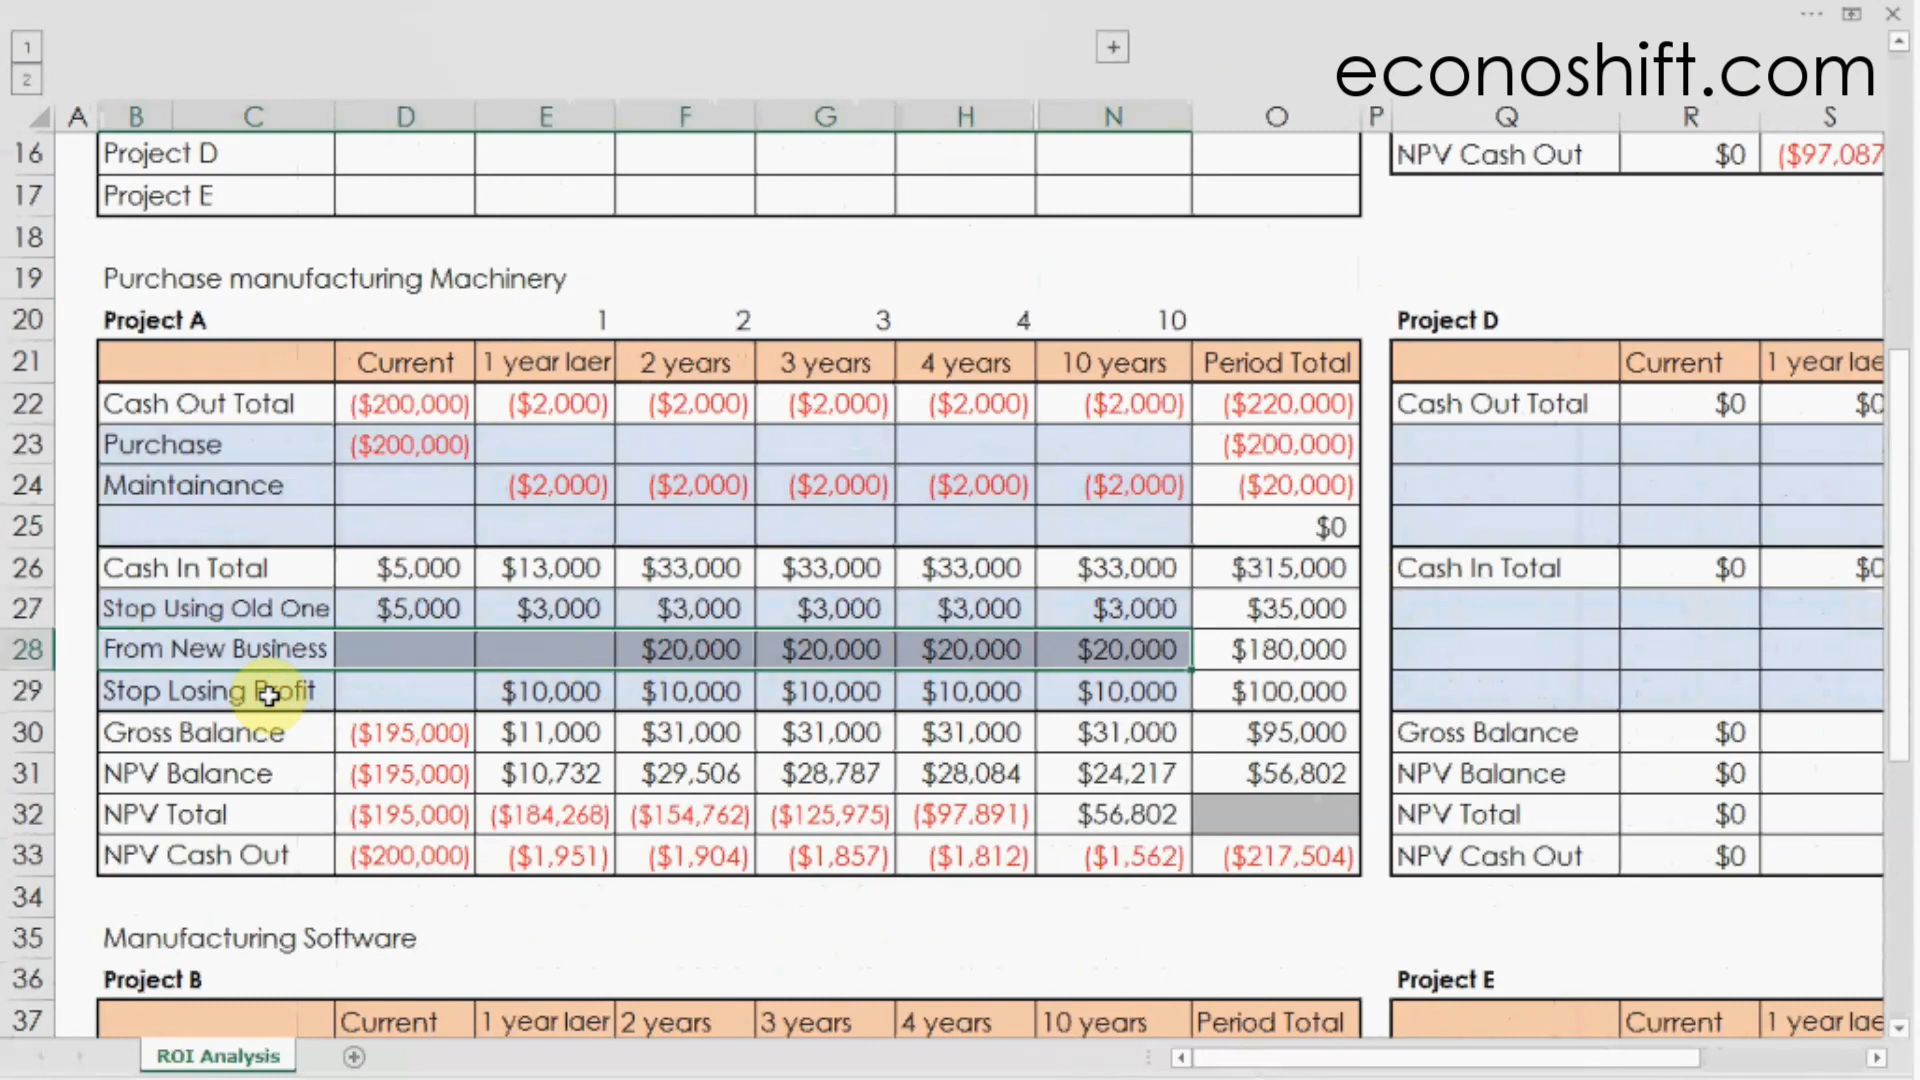 econoshift.com
1
2
A B C D E F G H N O P Q R S
16 Project D NPV Cash Out $0 ($97,087
17 Project E
18
19 Purchase manufacturing Machinery
20 Project A 1 2 3 4 10 Project D
21 Current 1 year laer 2 years 3 years 4 years 10 years Period Total Current 1 year lae
22 Cash Out Total ($200,000) ($2,000) ($2,000) ($2,000) ($2,000) ($2,000) ($220,000) Cash Out Total $0 $0
23 Purchase ($200,000) ($200,000)
24 Maintainance ($2,000) ($2,000) ($2,000) ($2,000) ($2,000) ($20,000)
25 $0
26 Cash In Total $5,000 $13,000 $33,000 $33,000 $33,000 $33,000 $315,000 Cash In Total $0 $0
27 Stop Using Old One $5,000 $3,000 $3,000 $3,000 $3,000 $3,000 $35,000
28 From New Business $20,000 $20,000 $20,000 $20,000 $180,000
29 Stop Losing Profit $10,000 $10,000 $10,000 $10,000 $10,000 $100,000
30 Gross Balance ($195,000) $11,000 $31,000 $31,000 $31,000 $31,000 $95,000 Gross Balance $0
31 NPV Balance ($195,000) $10,732 $29,506 $28,787 $28,084 $24,217 $56,802 NPV Balance $0
32 NPV Total ($195,000) ($184,268) ($154,762) ($125,975) ($97,891) $56,802 NPV Total $0
33 NPV Cash Out ($200,000) ($1,951) ($1,904) ($1,857) ($1,812) ($1,562) ($217,504) NPV Cash Out $0
34
35 Manufacturing Software
36 Project B Project E
37 Current 1 year laer 2 years 3 years 4 years 10 years Period Total Current 1 year lae
ROI Analysis